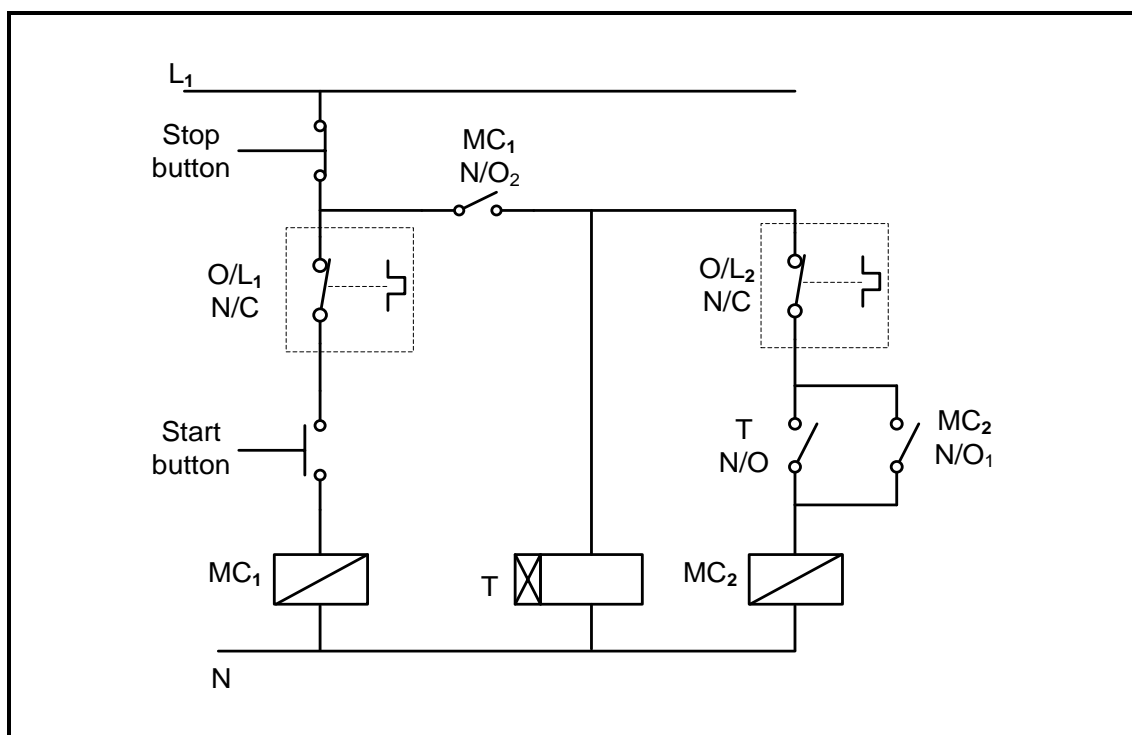 L₁
Stop
button
MC₁
N/O₂
O/L₁
N/C
O/L₂
N/C
Start
button
T
N/O
MC₂
N/O₁
MC₁
T
MC₂
N